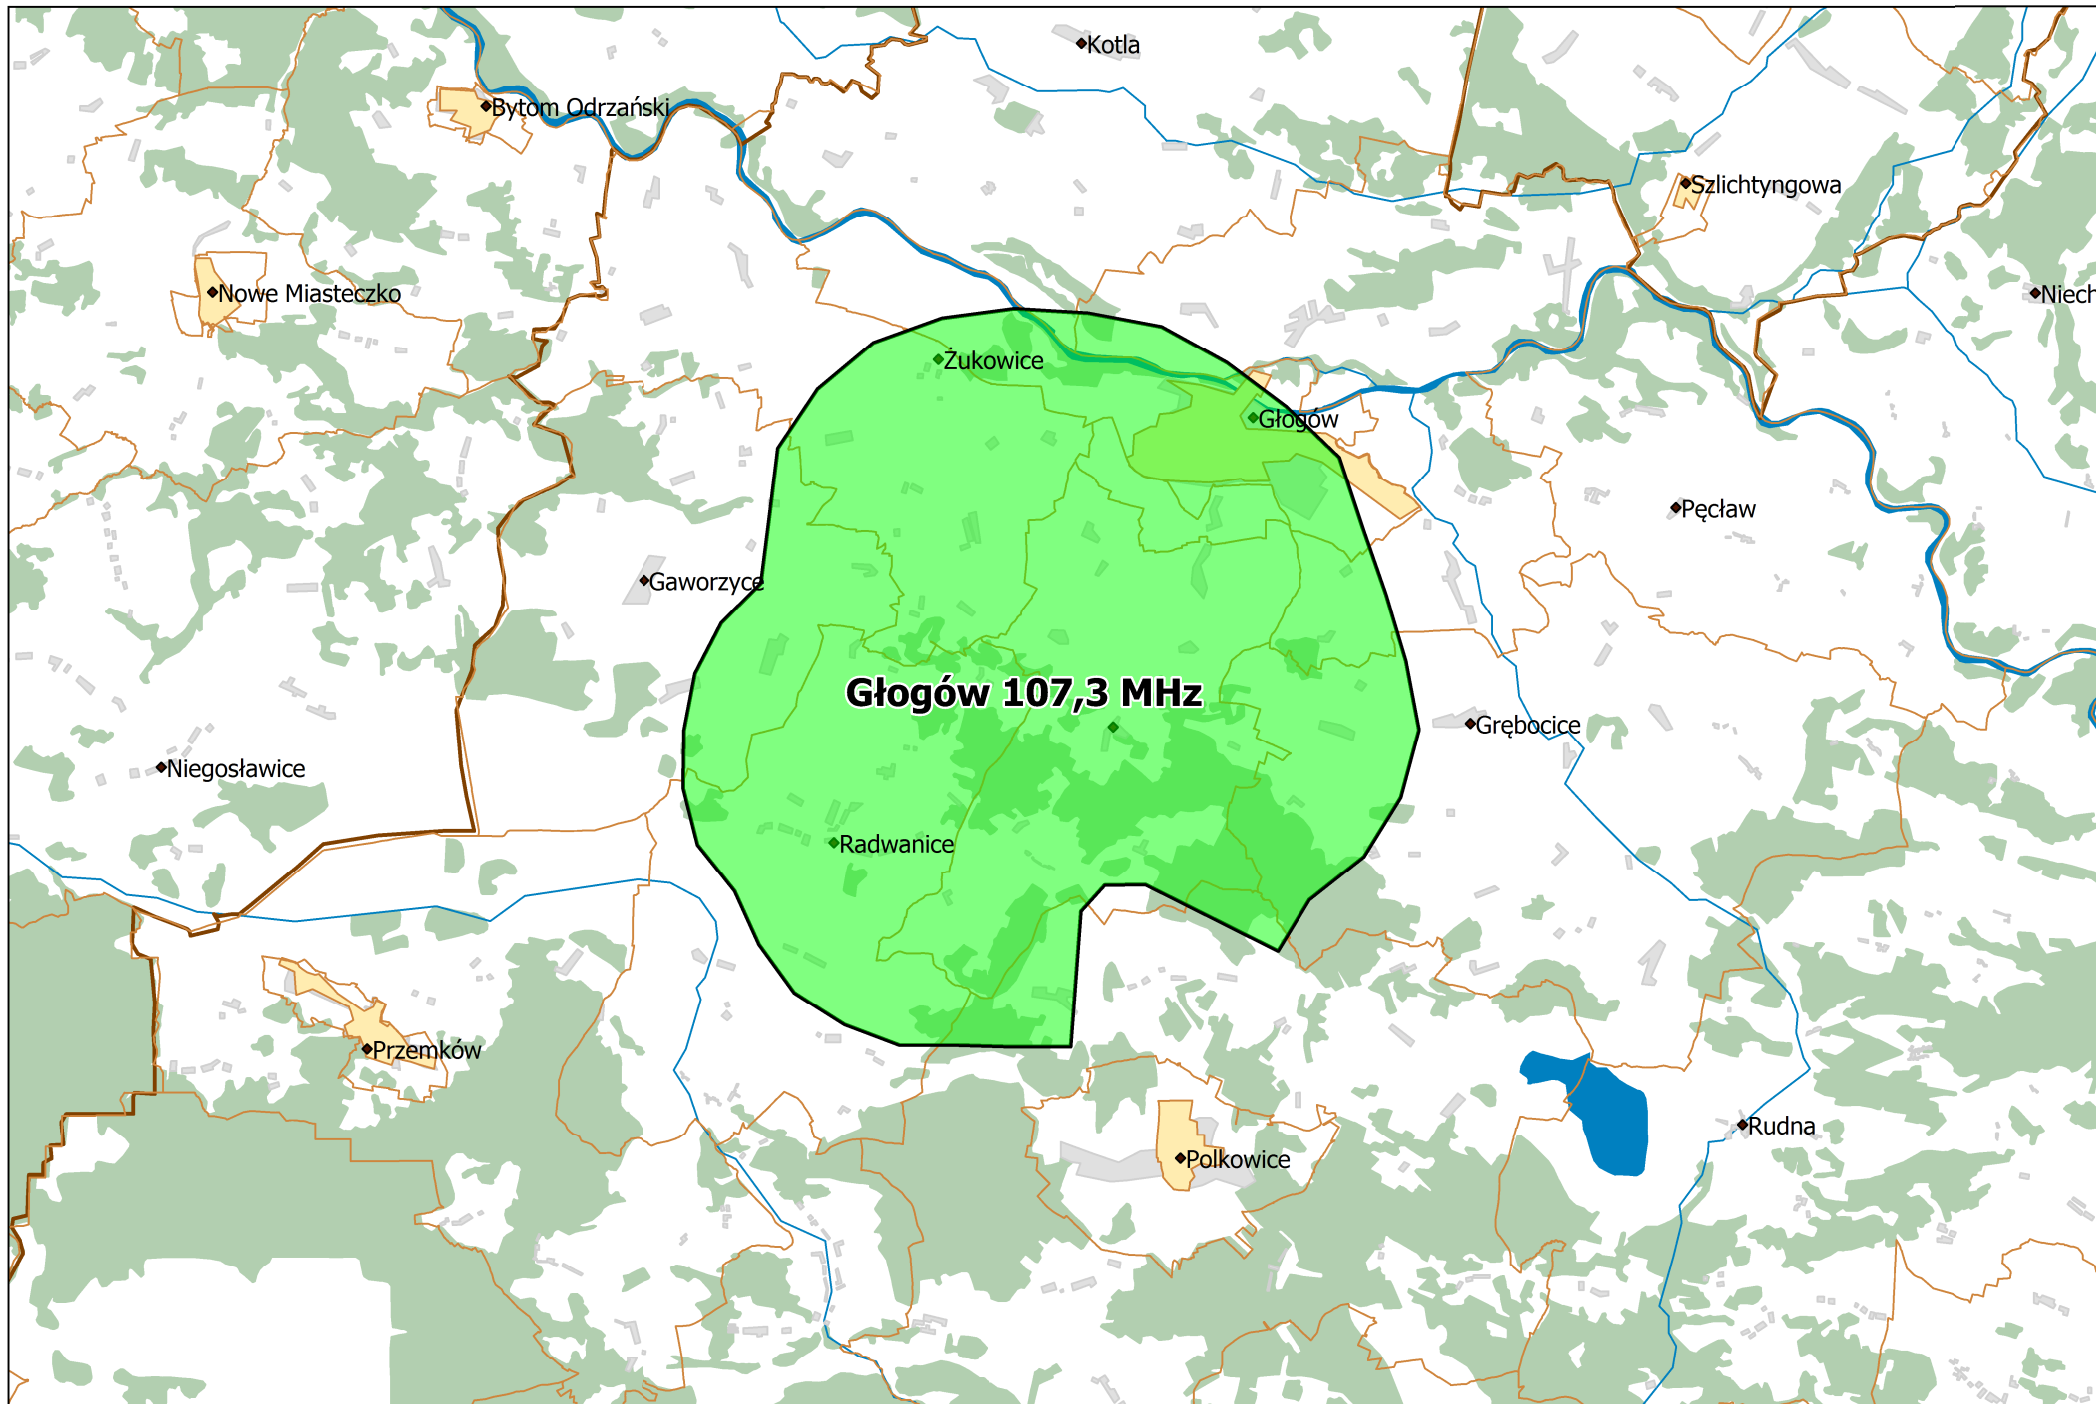 Kotla
Bytom Odrzański
Szlichtyngowa
Nowe Miasteczko
Niech
Żukowice
Głogów
Pęcław
Gaworzyce
Głogów 107,3 MHz
Grębocice
Niegosławice
Radwanice
Przemków
Rudna
Polkowice